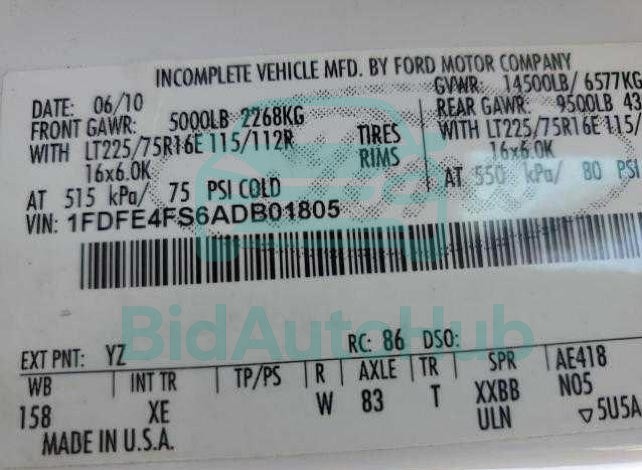 INCOMPLETE VEHICLE MFD. BY FORD MOTOR COMPANY
DATE: 06/10 GVWR: 14500LB/ 6577KG
FRONT GAWR: 5000LB 2268KG REAR GAWR: 9500LB 43
WITH LT225/75R16E 115/112R TIRES WITH LT225/75R16E 115/
16x6.0K RIMS 16x6.0K
AT 515 kPa/ 75 PSI COLD AT 550 kPa/ 80 PSI
VIN: 1FDFE4FS6ADB01805
BidAutoHub
EXT PNT: YZ RC: 86 DSO:
WB INT TR TP/PS R AXLE TR SPR AE418
158 XE W 83 T XXBB N05
ULN ▽5U5A
MADE IN U.S.A.